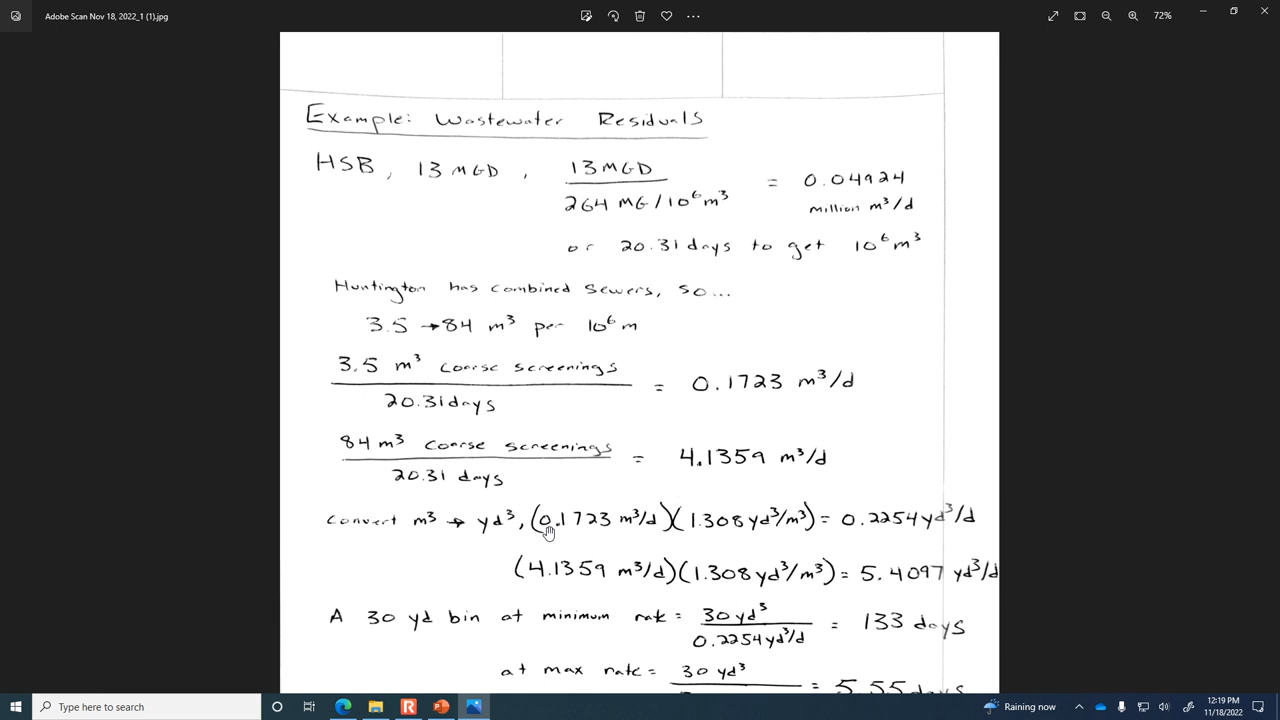 Adobe Scan Nov 18, 2022_1 (1).jpg
72%
Example: Wastewater Residuals
HSB, 13 MGD, 13 MGD / 264 MG/10⁶m³ = 0.04924 million m³/d
or 20.31 days to get 10⁶m³
Huntington has combined sewers, so...
3.5 → 84 m³ per 10⁶ m
3.5 m³ coarse screenings / 20.31 days = 0.1723 m³/d
84 m³ coarse screenings / 20.31 days = 4.1359 m³/d
convert m³ → yd³, (0.1723 m³/d)(1.308 yd³/m³) = 0.2254 yd³/d
(4.1359 m³/d)(1.308 yd³/m³) = 5.4097 yd³/d
A 30 yd bin at minimum rate = 30 yd³ / 0.2254 yd³/d = 133 days
at max rate = 30 yd³ = 5.55 days
Type here to search
Raining now
12:19 PM
11/18/2022